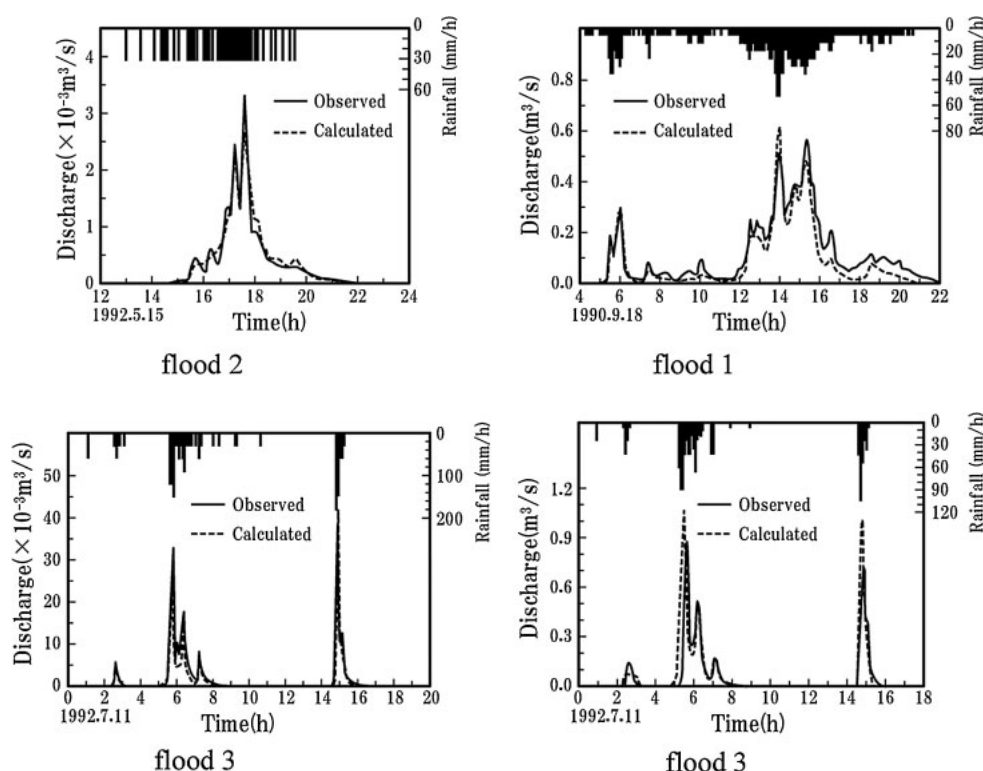 4
3
2
1
0
Discharge(×10⁻³m³/s)
0
30
60
Rainfall (mm/h)
Observed
Calculated
12 14 16 18 20 22 24
1992.5.15
Time(h)
flood 2
0.8
0.6
0.4
0.2
0.0
Discharge(m³/s)
0
20
40
60
80
Rainfall (mm/h)
Observed
Calculated
4 6 8 10 12 14 16 18 20 22
1990.9.18
Time(h)
flood 1
50
40
30
20
10
0
Discharge(×10⁻³m³/s)
0
100
200
Rainfall (mm/h)
Observed
Calculated
0 2 4 6 8 10 12 14 16 18 20
1992.7.11
Time(h)
flood 3
1.2
0.9
0.6
0.3
0.0
Discharge(m³/s)
0
30
60
90
120
Rainfall (mm/h)
Observed
Calculated
0 2 4 6 8 10 12 14 16 18
1992.7.11
Time(h)
flood 3